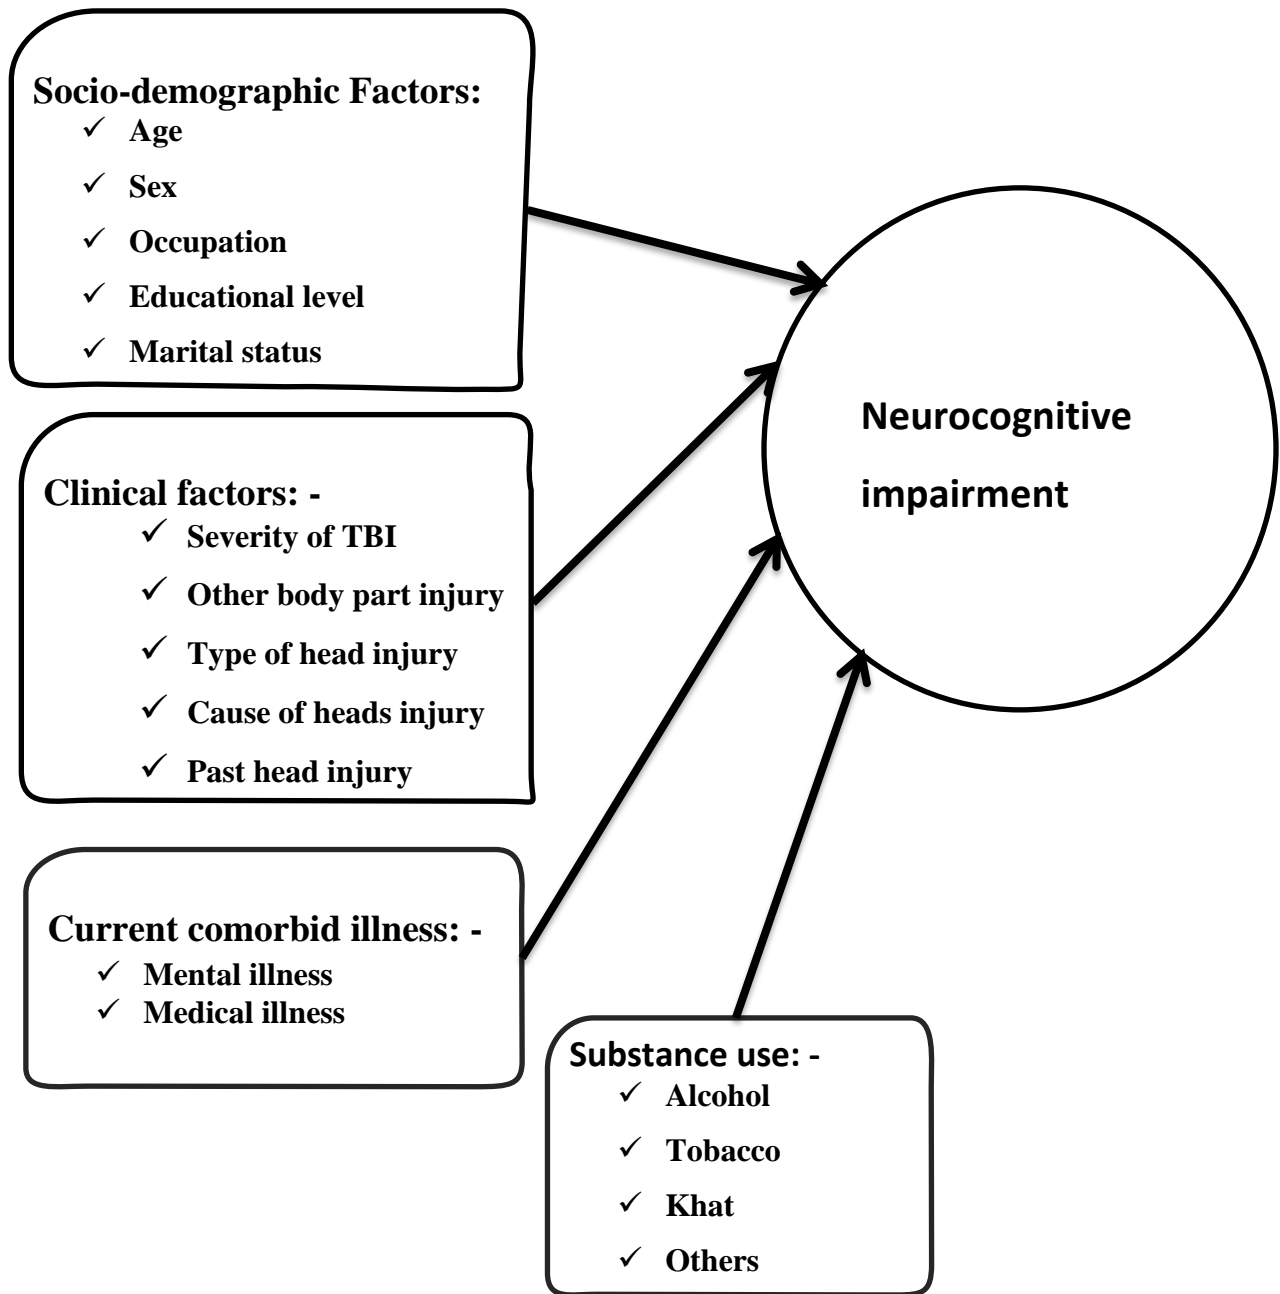 Socio-demographic Factors:
✓ Age
✓ Sex
✓ Occupation
✓ Educational level
✓ Marital status
Clinical factors: -
✓ Severity of TBI
✓ Other body part injury
✓ Type of head injury
✓ Cause of heads injury
✓ Past head injury
Current comorbid illness: -
✓ Mental illness
✓ Medical illness
Substance use: -
✓ Alcohol
✓ Tobacco
✓ Khat
✓ Others
Neurocognitive
impairment